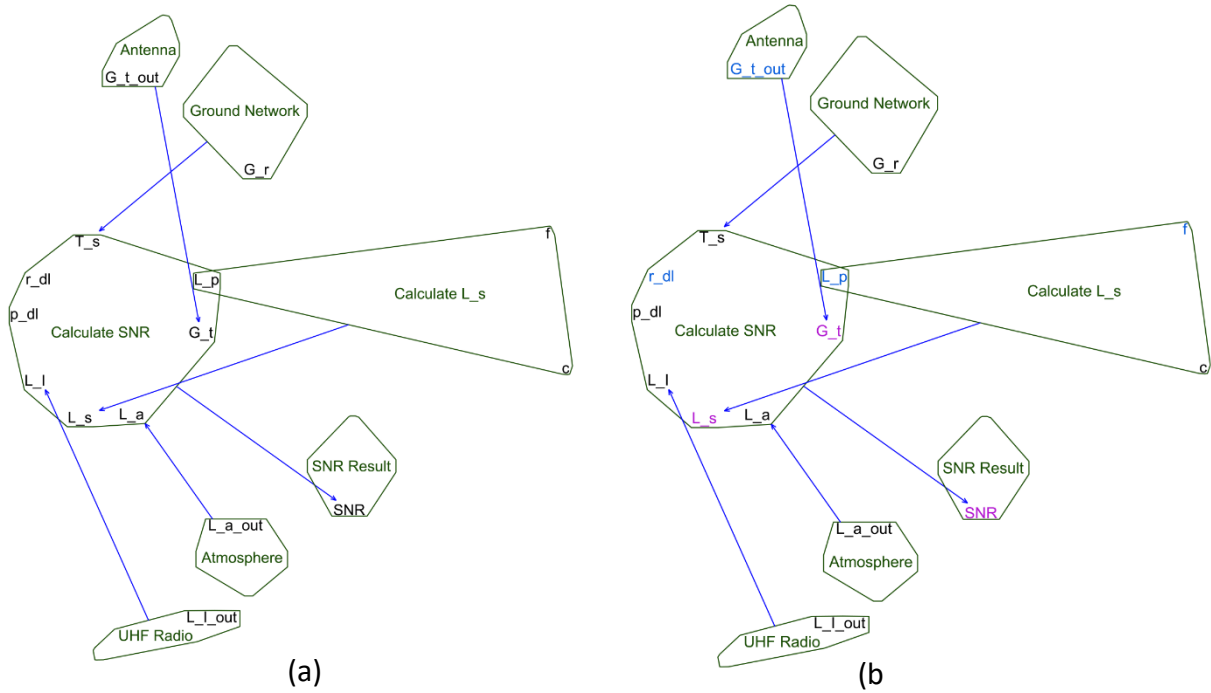 Antenna
G_t_out
Ground Network
G_r
T_s
f
L_p
r_dl
Calculate L_s
p_dl
Calculate SNR
G_t
c
L_l
L_s
L_a
SNR Result
SNR
L_a_out
Atmosphere
L_l_out
UHF Radio
(a)
Antenna
G_t_out
Ground Network
G_r
T_s
f
L_p
r_dl
Calculate L_s
p_dl
Calculate SNR
G_t
c
L_l
L_s
L_a
SNR Result
SNR
L_a_out
Atmosphere
L_l_out
UHF Radio
(b)